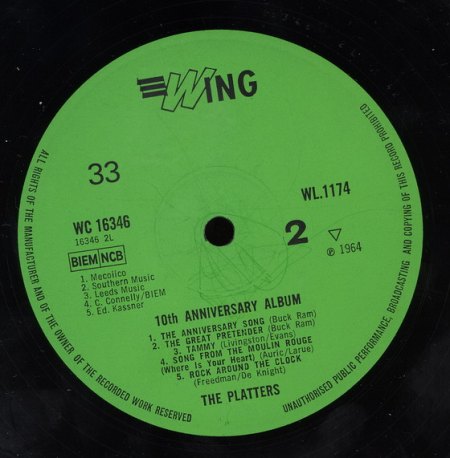 WING
33
WL.1174
WC 16346
16346 2L
2
▽
℗ 1964
BIEM NCB
1. Mecolico
2. Southern Music
3. Leeds Music
4. C. Connelly/BIEM
5. Ed. Kassner
10th ANNIVERSARY ALBUM
1. THE ANNIVERSARY SONG (Buck Ram)
2. THE GREAT PRETENDER (Buck Ram)
3. TAMMY (Livingston/Evans)
4. SONG FROM THE MOULIN ROUGE
(Where Is Your Heart) (Auric/Larue)
5. ROCK AROUND THE CLOCK
(Freedman/De Knight)
THE PLATTERS
ALL RIGHTS OF THE MANUFACTURER AND OF THE OWNER OF THE RECORDED WORK RESERVED
UNAUTHORISED PUBLIC PERFORMANCE, BROADCASTING AND COPYING OF THIS RECORD PROHIBITED